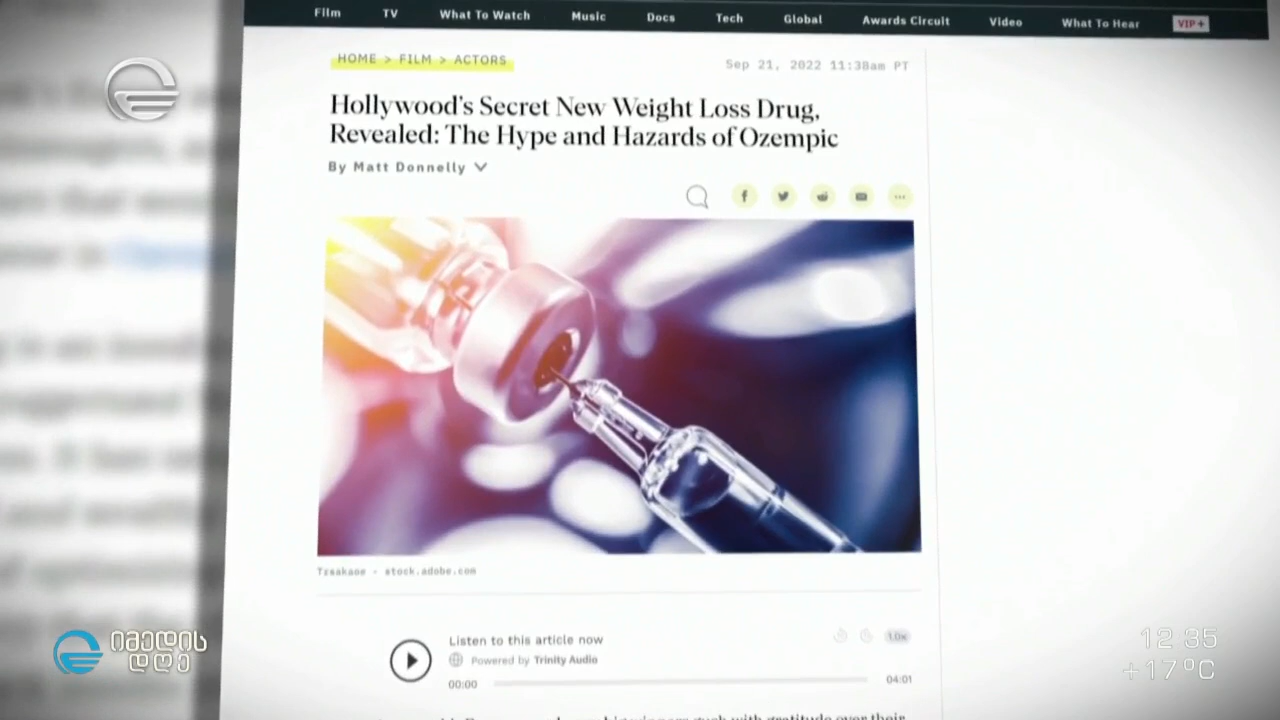 Film TV What To Watch Music Docs Tech Global Awards Circuit Video What To Hear VIP+
HOME > FILM > ACTORS
Sep 21, 2022 11:38am PT
Hollywood's Secret New Weight Loss Drug,
Revealed: The Hype and Hazards of Ozempic
By Matt Donnelly
stock.adobe.com
Listen to this article now
1.0x
Powered by Trinity Audio
00:00
04:01
gratitude over their
იმედის
დღე
12 35
+17°C